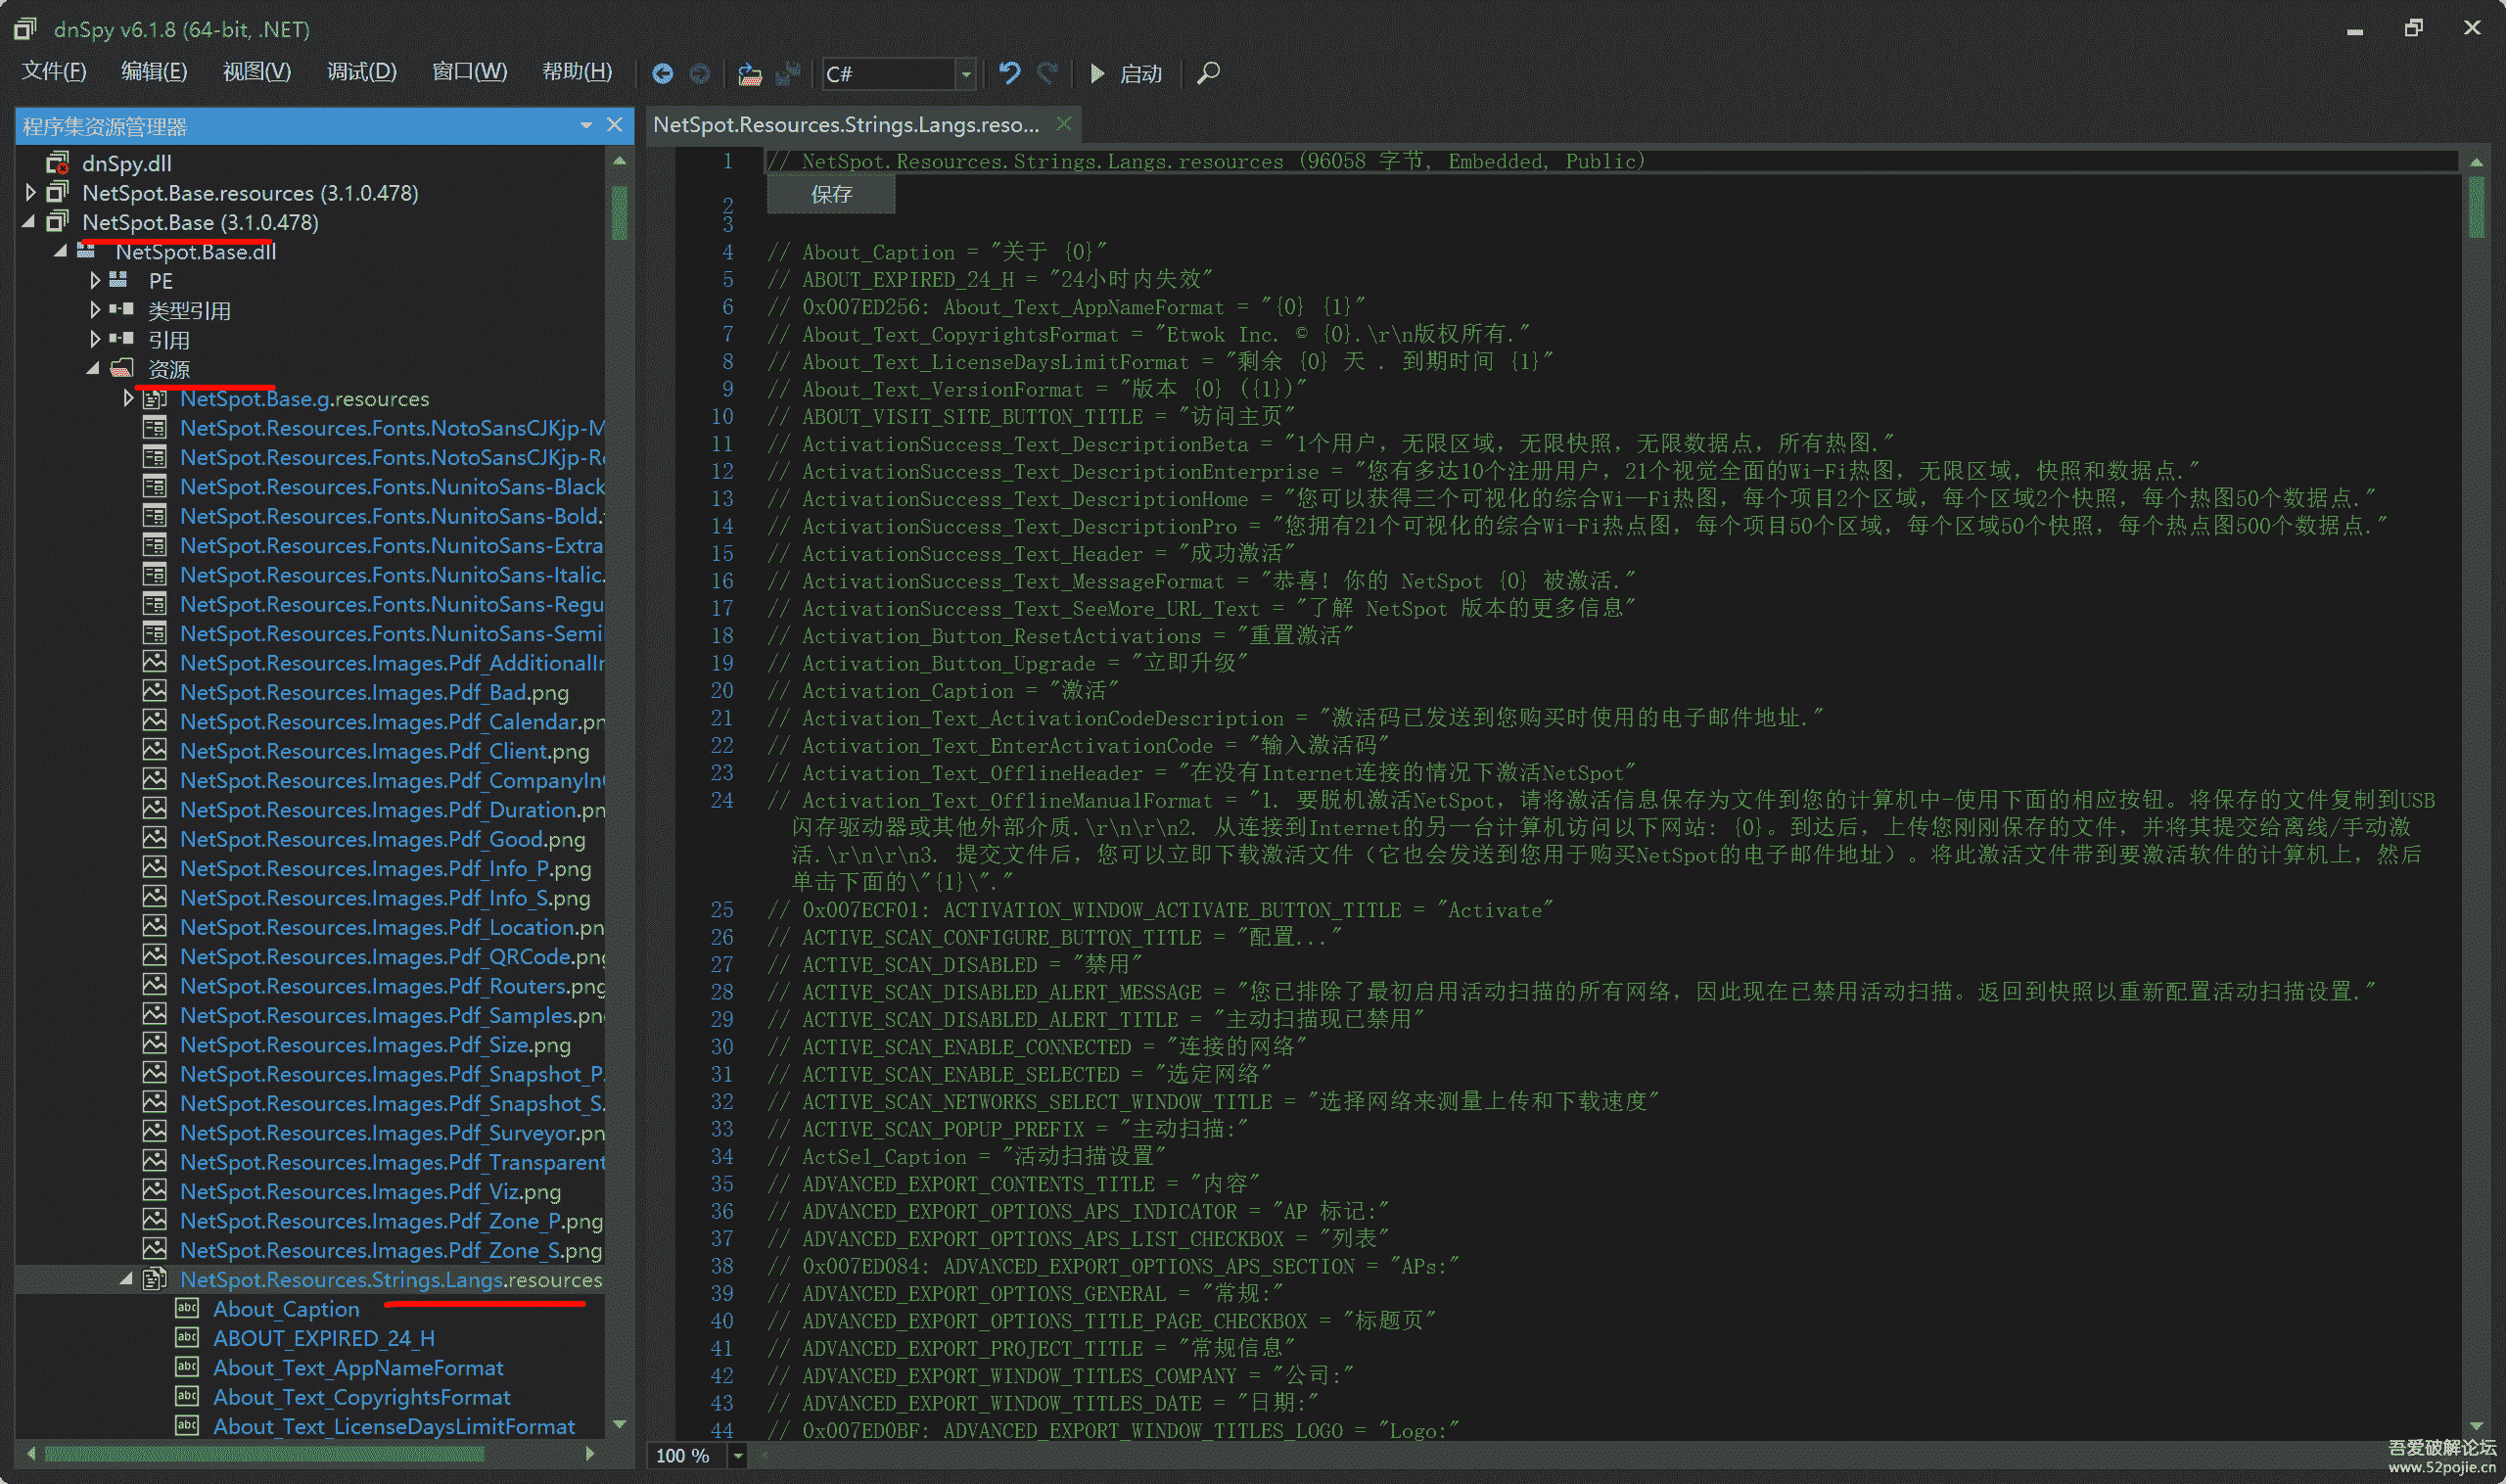 dnSpy v6.1.8 (64-bit, .NET)
文件(F) 编辑(E) 视图(V) 调试(D) 窗口(W) 帮助(H) C# 启动
程序集资源管理器
dnSpy.dll
NetSpot.Base.resources (3.1.0.478)
NetSpot.Base (3.1.0.478)
NetSpot.Base.dll
PE
类型引用
引用
资源
NetSpot.Base.g.resources
NetSpot.Resources.Fonts.NotoSansCJKjp-M
NetSpot.Resources.Fonts.NotoSansCJKjp-Re
NetSpot.Resources.Fonts.NunitoSans-Black
NetSpot.Resources.Fonts.NunitoSans-Bold.
NetSpot.Resources.Fonts.NunitoSans-Extra
NetSpot.Resources.Fonts.NunitoSans-Italic.
NetSpot.Resources.Fonts.NunitoSans-Regu
NetSpot.Resources.Fonts.NunitoSans-Semi
NetSpot.Resources.Images.Pdf_AdditionalIn
NetSpot.Resources.Images.Pdf_Bad.png
NetSpot.Resources.Images.Pdf_Calendar.pn
NetSpot.Resources.Images.Pdf_Client.png
NetSpot.Resources.Images.Pdf_CompanyIn
NetSpot.Resources.Images.Pdf_Duration.pn
NetSpot.Resources.Images.Pdf_Good.png
NetSpot.Resources.Images.Pdf_Info_P.png
NetSpot.Resources.Images.Pdf_Info_S.png
NetSpot.Resources.Images.Pdf_Location.pn
NetSpot.Resources.Images.Pdf_QRCode.png
NetSpot.Resources.Images.Pdf_Routers.png
NetSpot.Resources.Images.Pdf_Samples.pn
NetSpot.Resources.Images.Pdf_Size.png
NetSpot.Resources.Images.Pdf_Snapshot_P.
NetSpot.Resources.Images.Pdf_Snapshot_S.
NetSpot.Resources.Images.Pdf_Surveyor.pn
NetSpot.Resources.Images.Pdf_Transparent
NetSpot.Resources.Images.Pdf_Viz.png
NetSpot.Resources.Images.Pdf_Zone_P.png
NetSpot.Resources.Images.Pdf_Zone_S.png
NetSpot.Resources.Strings.Langs.resources
About_Caption
ABOUT_EXPIRED_24_H
About_Text_AppNameFormat
About_Text_CopyrightsFormat
About_Text_LicenseDaysLimitFormat
NetSpot.Resources.Strings.Langs.reso...
1 // NetSpot.Resources.Strings.Langs.resources (96058 字节, Embedded, Public)
2 保存
3
4 // About_Caption = "关于 {0}"
5 // ABOUT_EXPIRED_24_H = "24小时内失效"
6 // 0x007ED256: About_Text_AppNameFormat = "{0} {1}"
7 // About_Text_CopyrightsFormat = "Etwok Inc. © {0}.\r\n版权所有."
8 // About_Text_LicenseDaysLimitFormat = "剩余 {0} 天 . 到期时间 {1}"
9 // About_Text_VersionFormat = "版本 {0} ({1})"
10 // ABOUT_VISIT_SITE_BUTTON_TITLE = "访问主页"
11 // ActivationSuccess_Text_DescriptionBeta = "1个用户，无限区域，无限快照，无限数据点，所有热图."
12 // ActivationSuccess_Text_DescriptionEnterprise = "您有多达10个注册用户，21个视觉全面的Wi-Fi热图，无限区域，快照和数据点."
13 // ActivationSuccess_Text_DescriptionHome = "您可以获得三个可视化的综合Wi—Fi热图，每个项目2个区域，每个区域2个快照，每个热图50个数据点."
14 // ActivationSuccess_Text_DescriptionPro = "您拥有21个可视化的综合Wi-Fi热点图，每个项目50个区域，每个区域50个快照，每个热点图500个数据点."
15 // ActivationSuccess_Text_Header = "成功激活"
16 // ActivationSuccess_Text_MessageFormat = "恭喜！你的 NetSpot {0} 被激活."
17 // ActivationSuccess_Text_SeeMore_URL_Text = "了解 NetSpot 版本的更多信息"
18 // Activation_Button_ResetActivations = "重置激活"
19 // Activation_Button_Upgrade = "立即升级"
20 // Activation_Caption = "激活"
21 // Activation_Text_ActivationCodeDescription = "激活码已发送到您购买时使用的电子邮件地址."
22 // Activation_Text_EnterActivationCode = "输入激活码"
23 // Activation_Text_OfflineHeader = "在没有Internet连接的情况下激活NetSpot"
24 // Activation_Text_OfflineManualFormat = "1. 要脱机激活NetSpot，请将激活信息保存为文件到您的计算机中-使用下面的相应按钮。将保存的文件复制到USB
闪存驱动器或其他外部介质.\r\n\r\n2. 从连接到Internet的另一台计算机访问以下网站: {0}。到达后，上传您刚刚保存的文件，并将其提交给离线/手动激
活.\r\n\r\n3. 提交文件后，您可以立即下载激活文件（它也会发送到您用于购买NetSpot的电子邮件地址）。将此激活文件带到要激活软件的计算机上，然后
单击下面的\"{1}\"."
25 // 0x007ECF01: ACTIVATION_WINDOW_ACTIVATE_BUTTON_TITLE = "Activate"
26 // ACTIVE_SCAN_CONFIGURE_BUTTON_TITLE = "配置..."
27 // ACTIVE_SCAN_DISABLED = "禁用"
28 // ACTIVE_SCAN_DISABLED_ALERT_MESSAGE = "您已排除了最初启用活动扫描的所有网络，因此现在已禁用活动扫描。返回到快照以重新配置活动扫描设置."
29 // ACTIVE_SCAN_DISABLED_ALERT_TITLE = "主动扫描现已禁用"
30 // ACTIVE_SCAN_ENABLE_CONNECTED = "连接的网络"
31 // ACTIVE_SCAN_ENABLE_SELECTED = "选定网络"
32 // ACTIVE_SCAN_NETWORKS_SELECT_WINDOW_TITLE = "选择网络来测量上传和下载速度"
33 // ACTIVE_SCAN_POPUP_PREFIX = "主动扫描:"
34 // ActSel_Caption = "活动扫描设置"
35 // ADVANCED_EXPORT_CONTENTS_TITLE = "内容"
36 // ADVANCED_EXPORT_OPTIONS_APS_INDICATOR = "AP 标记:"
37 // ADVANCED_EXPORT_OPTIONS_APS_LIST_CHECKBOX = "列表"
38 // 0x007ED084: ADVANCED_EXPORT_OPTIONS_APS_SECTION = "APs:"
39 // ADVANCED_EXPORT_OPTIONS_GENERAL = "常规:"
40 // ADVANCED_EXPORT_OPTIONS_TITLE_PAGE_CHECKBOX = "标题页"
41 // ADVANCED_EXPORT_PROJECT_TITLE = "常规信息"
42 // ADVANCED_EXPORT_WINDOW_TITLES_COMPANY = "公司:"
43 // ADVANCED_EXPORT_WINDOW_TITLES_DATE = "日期:"
44 // 0x007ED0BF: ADVANCED_EXPORT_WINDOW_TITLES_LOGO = "Logo:"
100 %
吾爱破解论坛
www.52pojie.cn